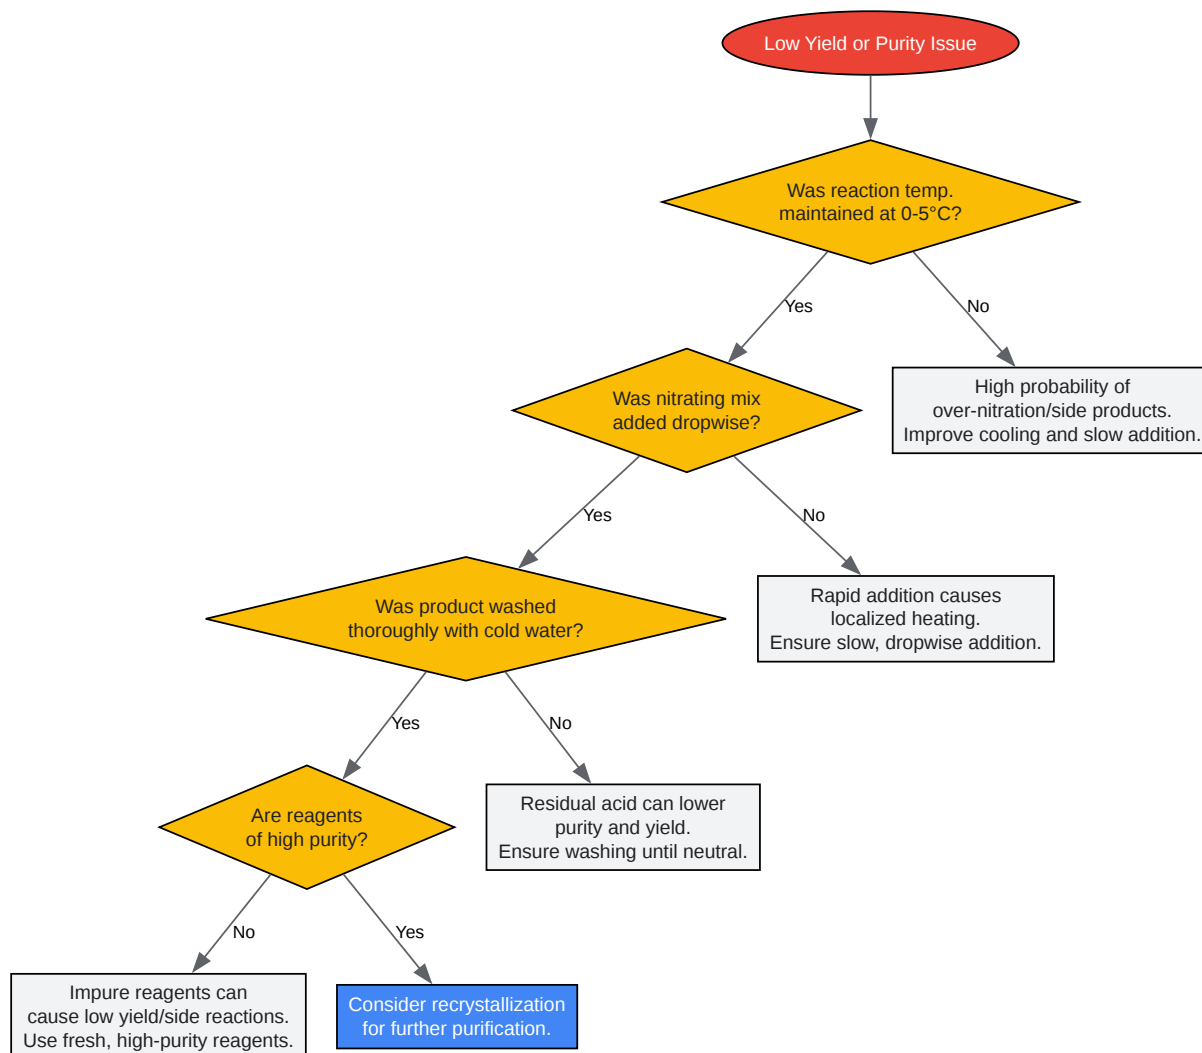 Low Yield or Purity Issue
Was reaction temp.
maintained at 0-5°C?
Yes
No
Was nitrating mix
added dropwise?
High probability of
over-nitration/side products.
Improve cooling and slow addition.
Yes
No
Was product washed
thoroughly with cold water?
Rapid addition causes
localized heating.
Ensure slow, dropwise addition.
Yes
No
Are reagents
of high purity?
Residual acid can lower
purity and yield.
Ensure washing until neutral.
No
Yes
Impure reagents can
cause low yield/side reactions.
Use fresh, high-purity reagents.
Consider recrystallization
for further purification.